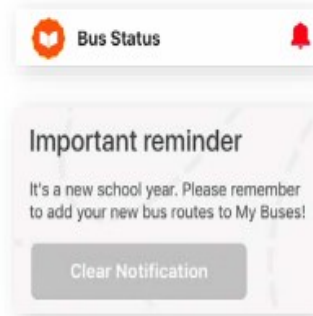 Bus Status
Important reminder
It's a new school year. Please remember
to add your new bus routes to My Buses!
Clear Notification